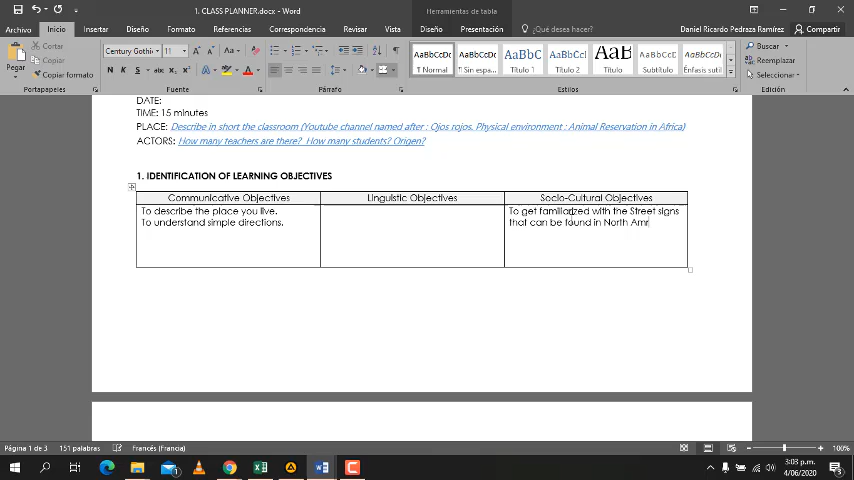 1. CLASS PLANNER.docx - Word
Herramientas de tabla
Archivo Inicio Insertar Diseño Formato Referencias Correspondencia Revisar Vista Diseño Presentación ¿Qué desea hacer? Daniel Ricardo Pedraza Ramírez Compartir
Pegar
Cortar
Copiar
Copiar formato
Century Gothic 11
N K S
AaBbCcDc AaBbCcDc AaBbC AaBbCcl AaB AaBbCcD AaBbCcDc
¶ Normal ¶ Sin espa... Título 1 Título 2 Título Subtítulo Énfasis sutil
Buscar
Reemplazar
Seleccionar
Portapapeles Fuente Párrafo Estilos Edición
DATE:
TIME: 15 minutes
PLACE: Describe in short the classroom (Youtube channel named after : Ojos rojos. Physical environment : Animal Reservation in Africa)
ACTORS: How many teachers are there? How many students? Origen?
1. IDENTIFICATION OF LEARNING OBJECTIVES
Communicative Objectives Linguistic Objectives Socio-Cultural Objectives
To describe the place you live.
To understand simple directions.
To get familiarized with the Street signs
that can be found in North Amr
Página 1 de 3 151 palabras Francés (Francia) 100%
3:03 p.m.
4/06/2020